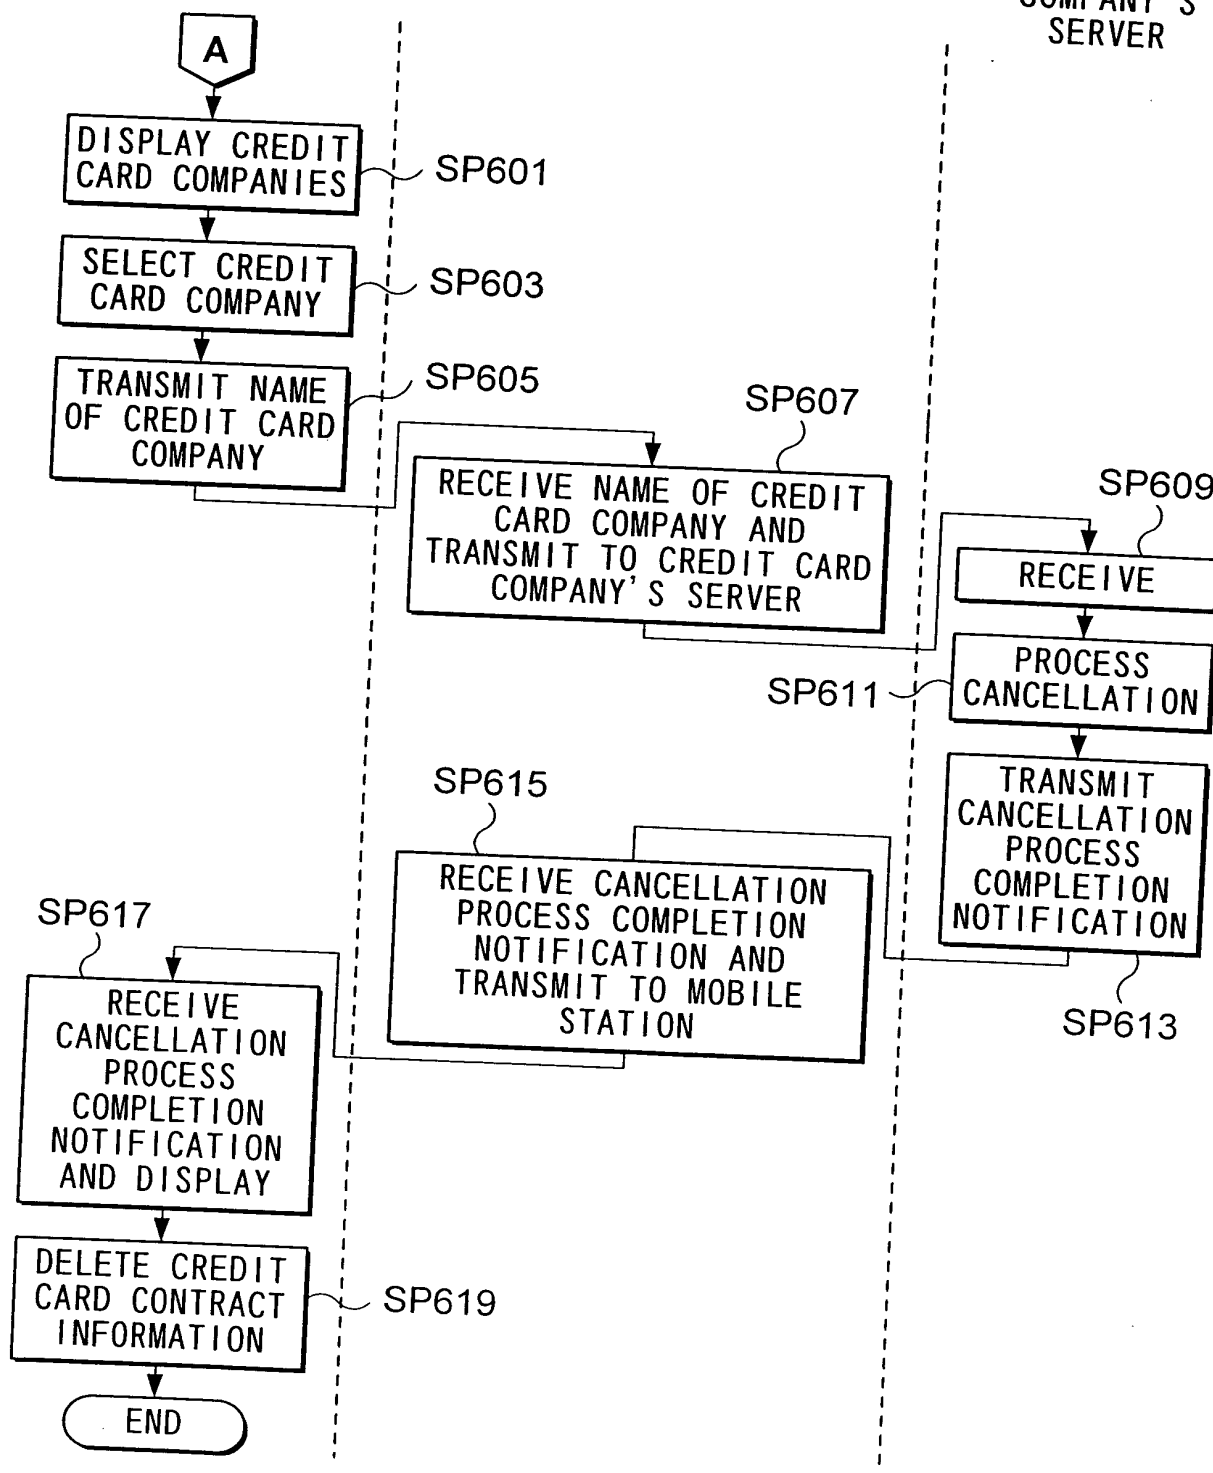 COMPANY'S
SERVER
A
DISPLAY CREDIT
CARD COMPANIES
SP601
SELECT CREDIT
CARD COMPANY
SP603
TRANSMIT NAME
OF CREDIT CARD
COMPANY
SP605
SP607
RECEIVE NAME OF CREDIT
CARD COMPANY AND
TRANSMIT TO CREDIT CARD
COMPANY'S SERVER
SP609
RECEIVE
PROCESS
CANCELLATION
SP611
TRANSMIT
CANCELLATION
PROCESS
COMPLETION
NOTIFICATION
SP613
SP615
RECEIVE CANCELLATION
PROCESS COMPLETION
NOTIFICATION AND
TRANSMIT TO MOBILE
STATION
SP617
RECEIVE
CANCELLATION
PROCESS
COMPLETION
NOTIFICATION
AND DISPLAY
DELETE CREDIT
CARD CONTRACT
INFORMATION
SP619
END